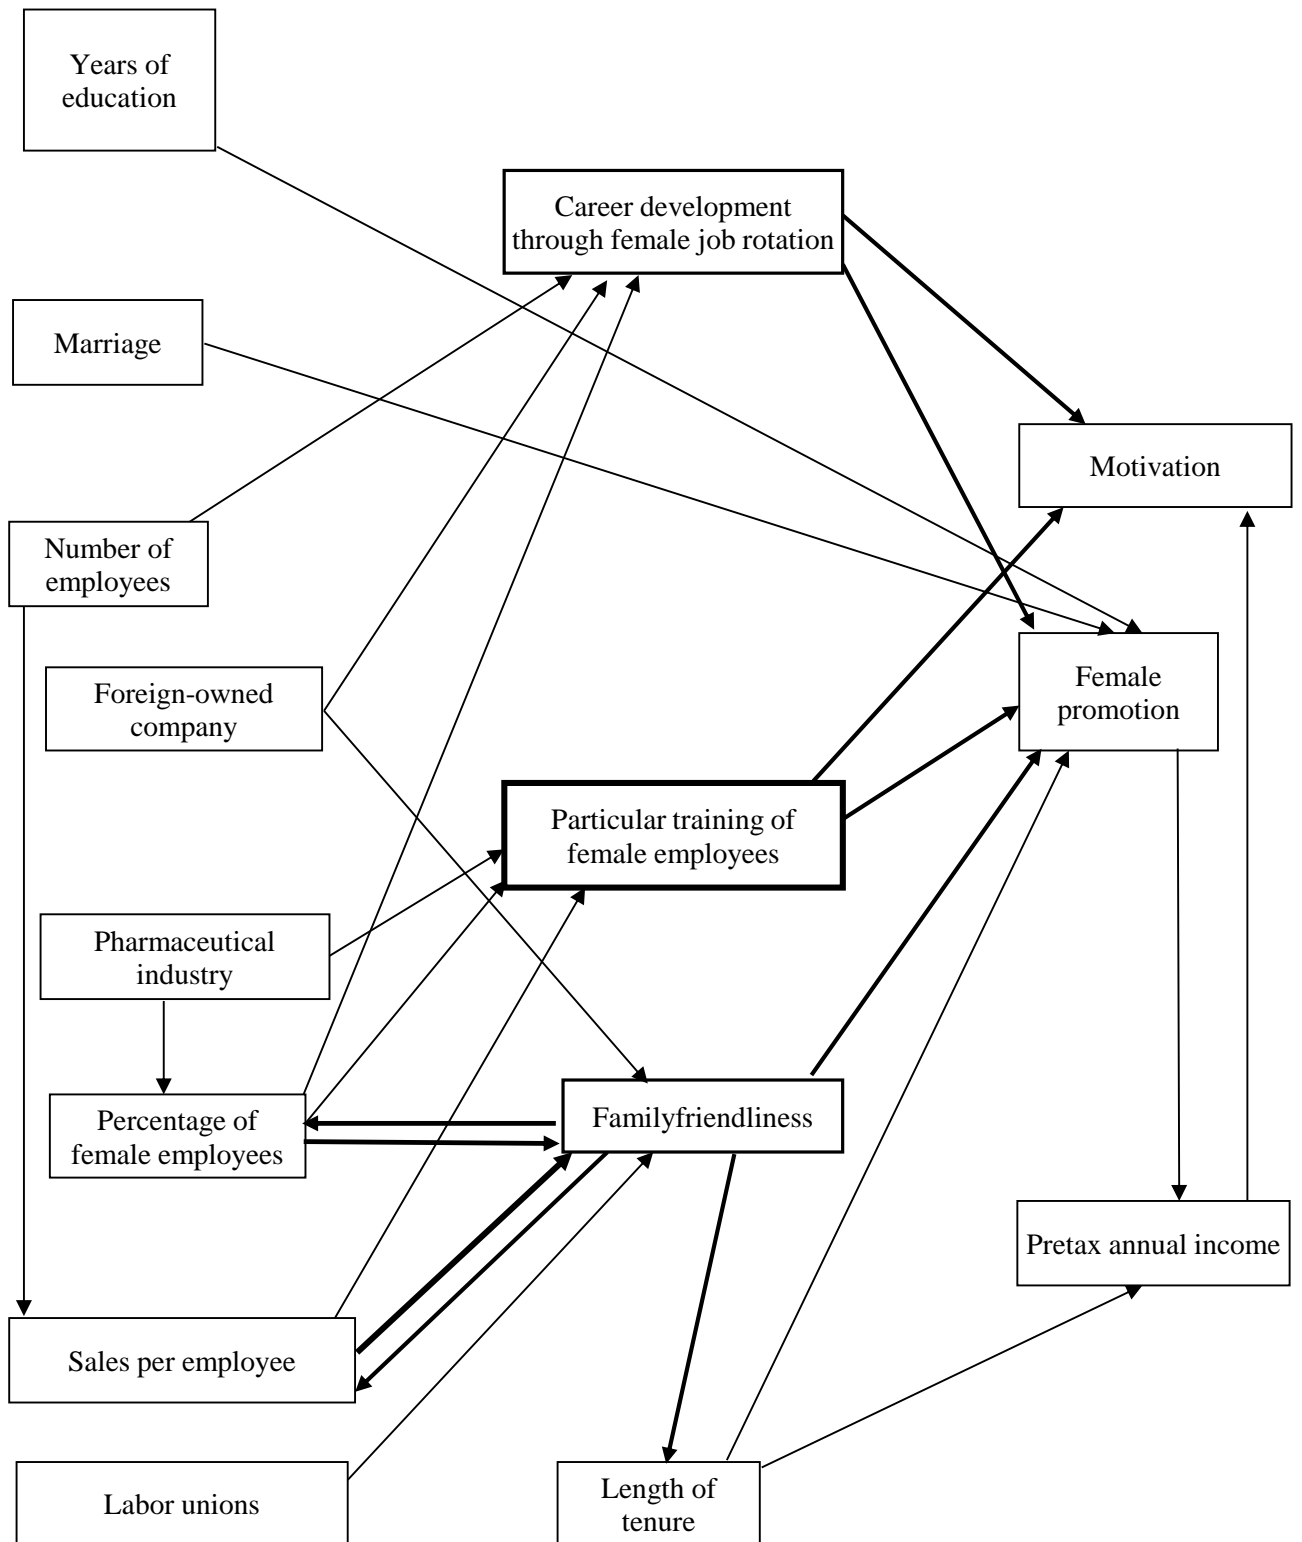 Years of
education
Career development
through female job rotation
Marriage
Motivation
Number of
employees
Foreign-owned
company
Female
promotion
Particular training of
female employees
Pharmaceutical
industry
Percentage of
female employees
Familyfriendliness
Pretax annual income
Sales per employee
Labor unions
Length of
tenure